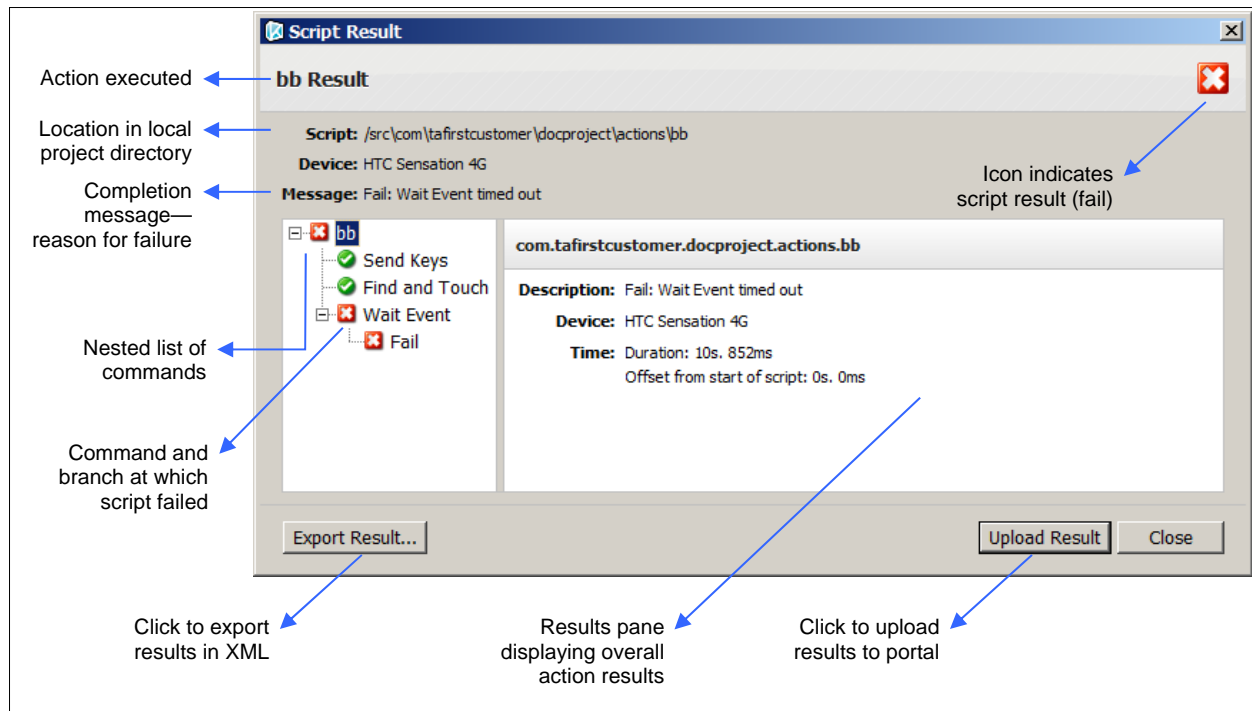 Script Result
Action executed
bb Result
Location in local
project directory
Script: /src\com\tafirstcustomer\docproject\actions\bb
Device: HTC Sensation 4G
Completion
message—
reason for failure
Message: Fail: Wait Event timed out
Icon indicates
script result (fail)
bb
Send Keys
Find and Touch
Wait Event
Fail
com.tafirstcustomer.docproject.actions.bb
Description: Fail: Wait Event timed out
Device: HTC Sensation 4G
Time: Duration: 10s. 852ms
Offset from start of script: 0s. 0ms
Nested list of
commands
Command and
branch at which
script failed
Export Result...
Upload Result
Close
Click to export
results in XML
Results pane
displaying overall
action results
Click to upload
results to portal